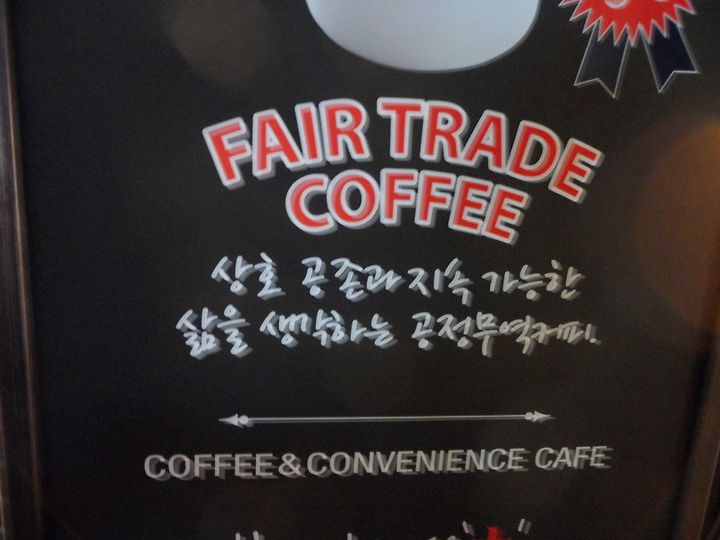 FAIR TRADE
COFFEE
상호 공존과 지속 가능한
삶을 생각하는 공정무역커피!
COFFEE & CONVENIENCE CAFE